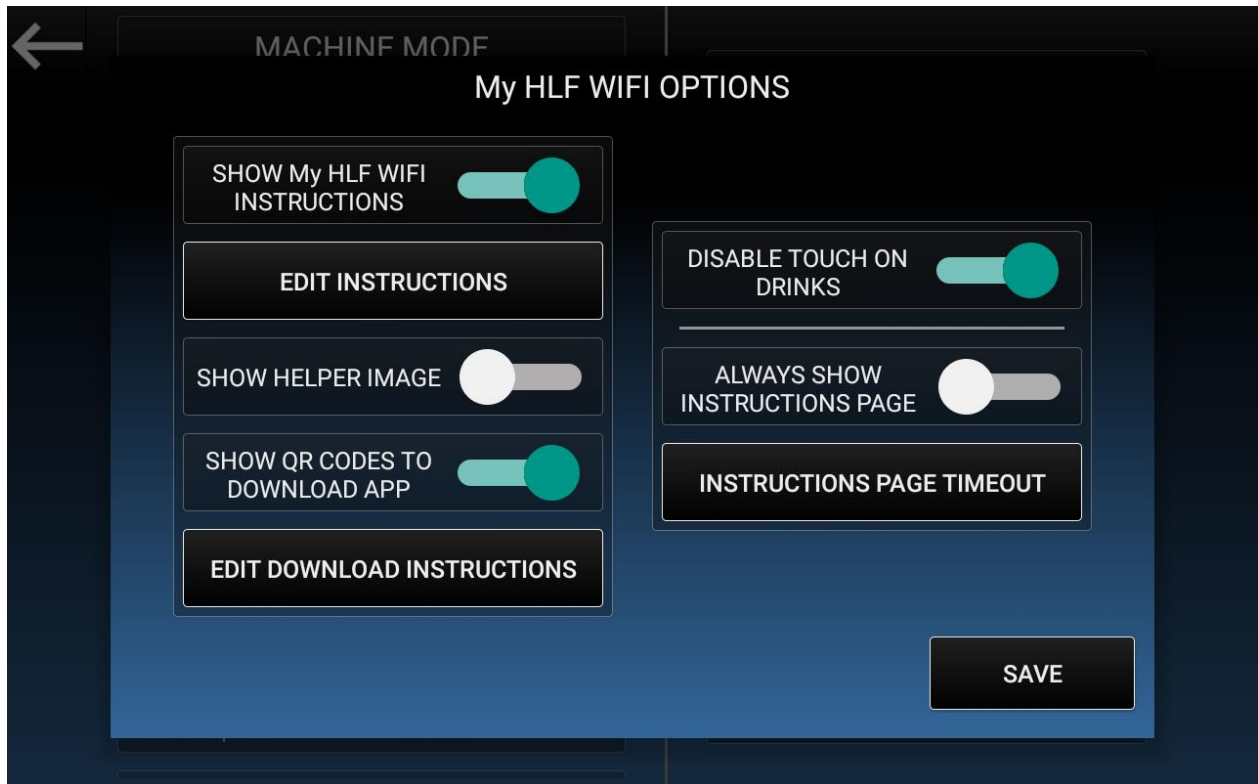 MACHINE MODE
My HLF WIFI OPTIONS
SHOW My HLF WIFI
INSTRUCTIONS
EDIT INSTRUCTIONS
SHOW HELPER IMAGE
SHOW QR CODES TO
DOWNLOAD APP
EDIT DOWNLOAD INSTRUCTIONS
DISABLE TOUCH ON
DRINKS
ALWAYS SHOW
INSTRUCTIONS PAGE
INSTRUCTIONS PAGE TIMEOUT
SAVE